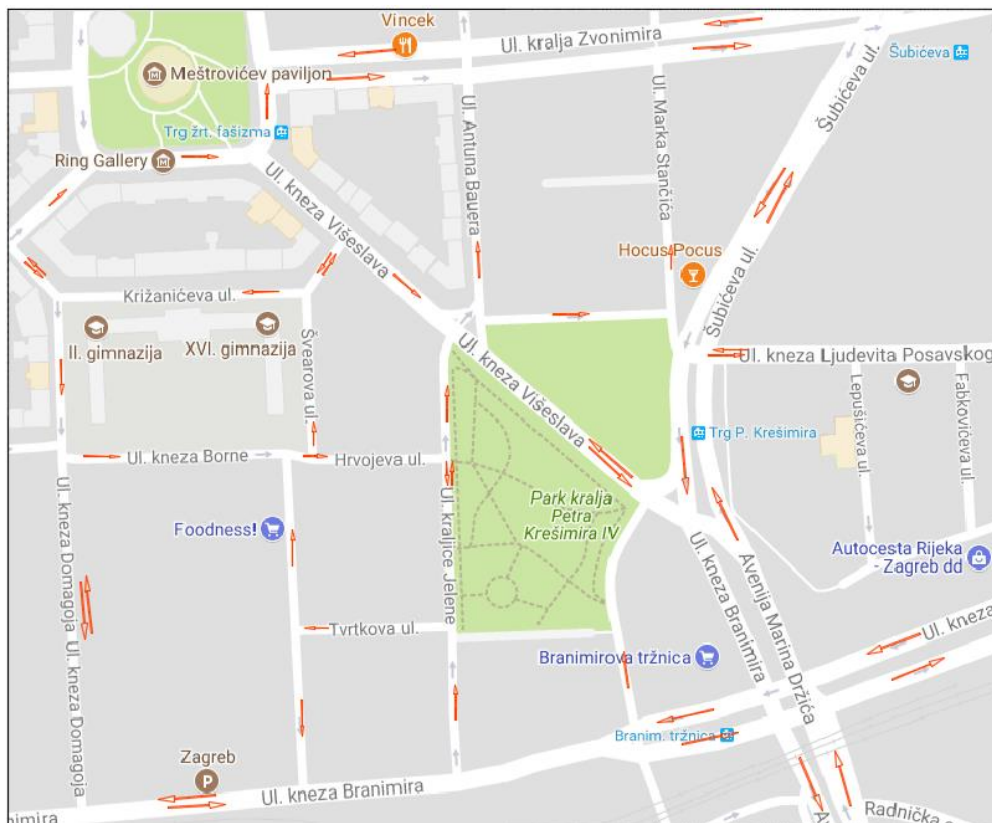 Vincek
Ul. kralja Zvonimira
Šubićeva
Meštrovićev paviljon
Šubićeva ul.
Ul. Marka Stančića
Ul. Antuna Bauera
Trg žrt. fašizma
Ring Gallery
Ul. kneza Višeslava
Hocus Pocus
Šubićeva ul.
Križanićeva ul.
II. gimnazija
XVI. gimnazija
Švearova ul.
Ul. kneza Višeslava
Ul. kneza Ljudevita Posavskog
Lepušićeva ul.
Fabkovićeva ul.
Trg P. Krešimira
Ul. kneza Borne
Hrvojeva ul.
Ul. kneza Domagoja
Ul. kneza Domagoja
Ul. kraljice Jelene
Park kralja
Petra
Krešimira IV
Foodness!
Autocesta Rijeka
- Zagreb dd
Ul. kneza Branimira
Avenija Marina Držića
Tvrtkova ul.
Ul. kneza
Branimirova tržnica
Branim. tržnica
Zagreb
P
Ul. kneza Branimira
nimira
Radnička